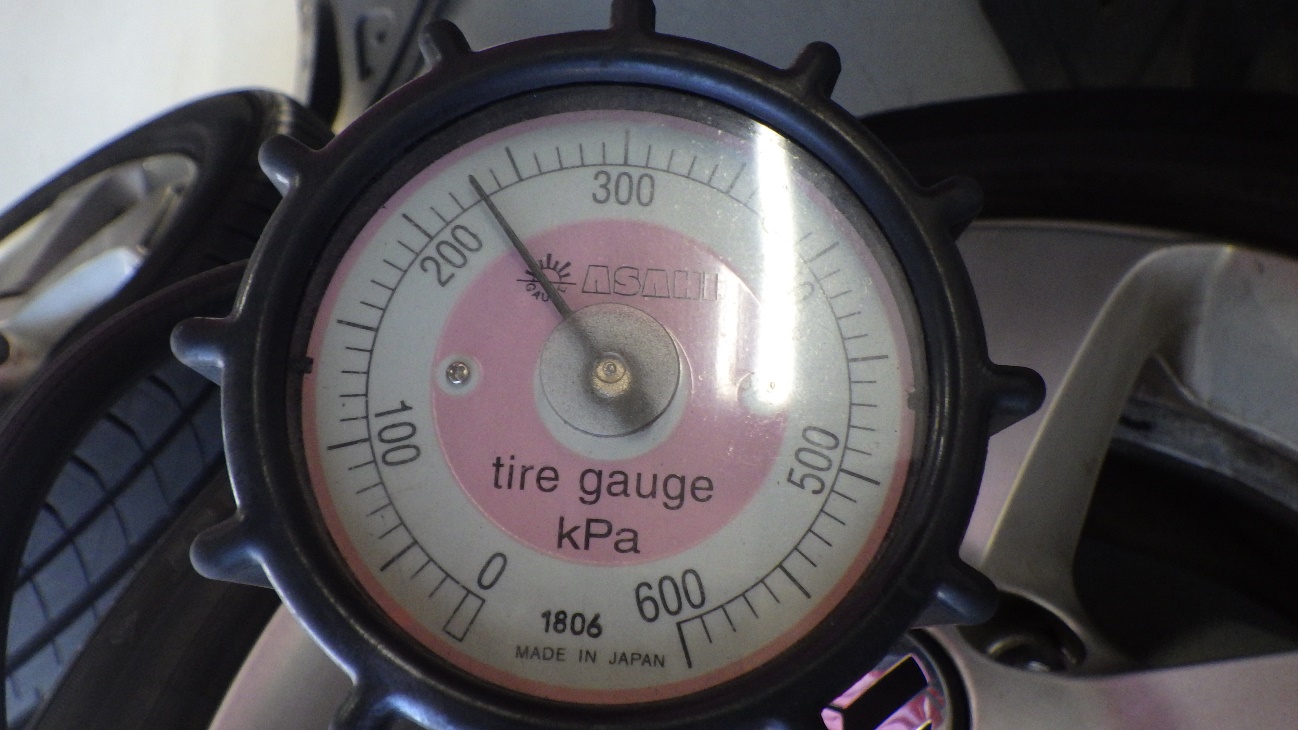 300
200
ASAHI
100
500
tire gauge
kPa
0
600
1806
MADE IN JAPAN